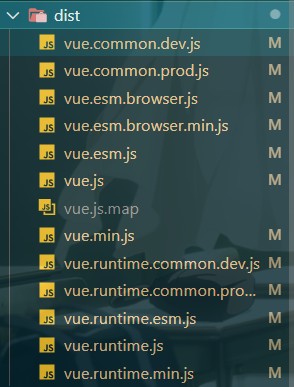 dist
JS vue.common.dev.js M
JS vue.common.prod.js M
JS vue.esm.browser.js M
JS vue.esm.browser.min.js M
JS vue.esm.js M
JS vue.js M
JS vue.js.map
JS vue.min.js M
JS vue.runtime.common.dev.js M
JS vue.runtime.common.pro... M
JS vue.runtime.esm.js M
JS vue.runtime.js M
JS vue.runtime.min.js M